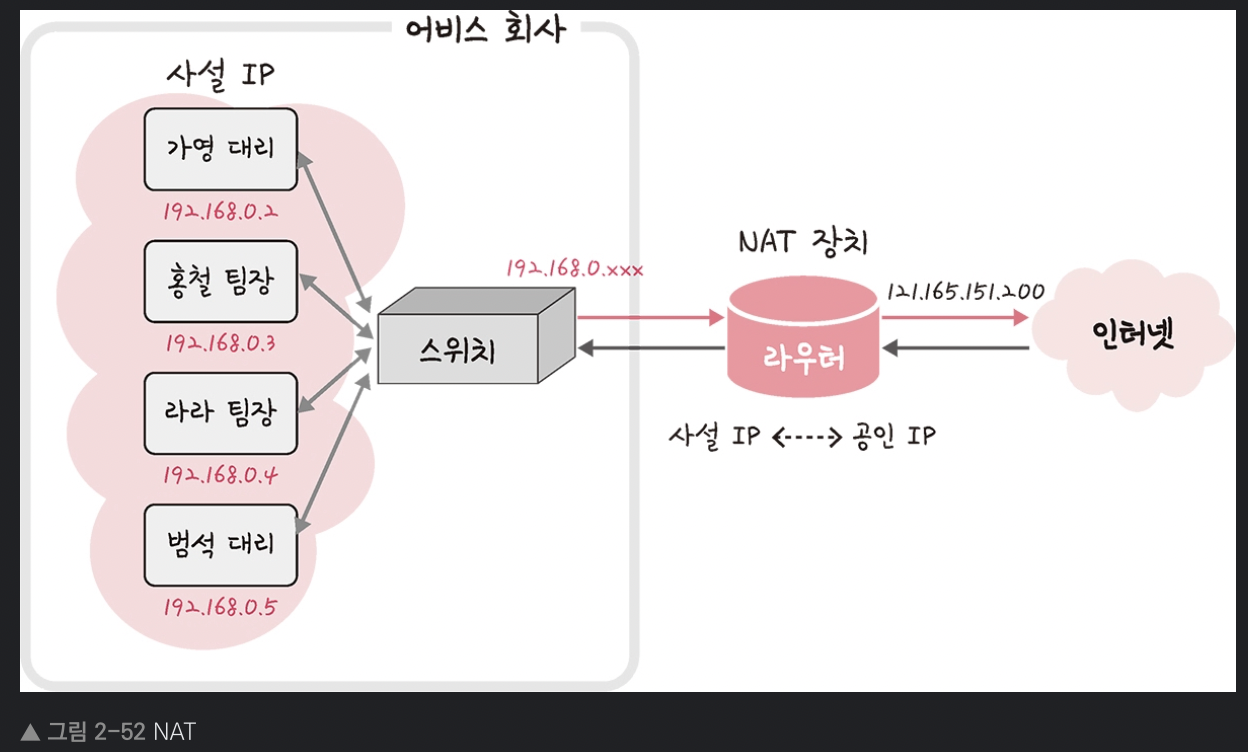 어비스 회사
사설 IP
가영 대리
192.168.0.2
홍철 팀장
192.168.0.3
라라 팀장
192.168.0.4
범석 대리
192.168.0.5
스위치
192.168.0.xxx
NAT 장치
라우터
사설 IP <----> 공인 IP
121.165.151.200
인터넷
▲ 그림 2-52 NAT